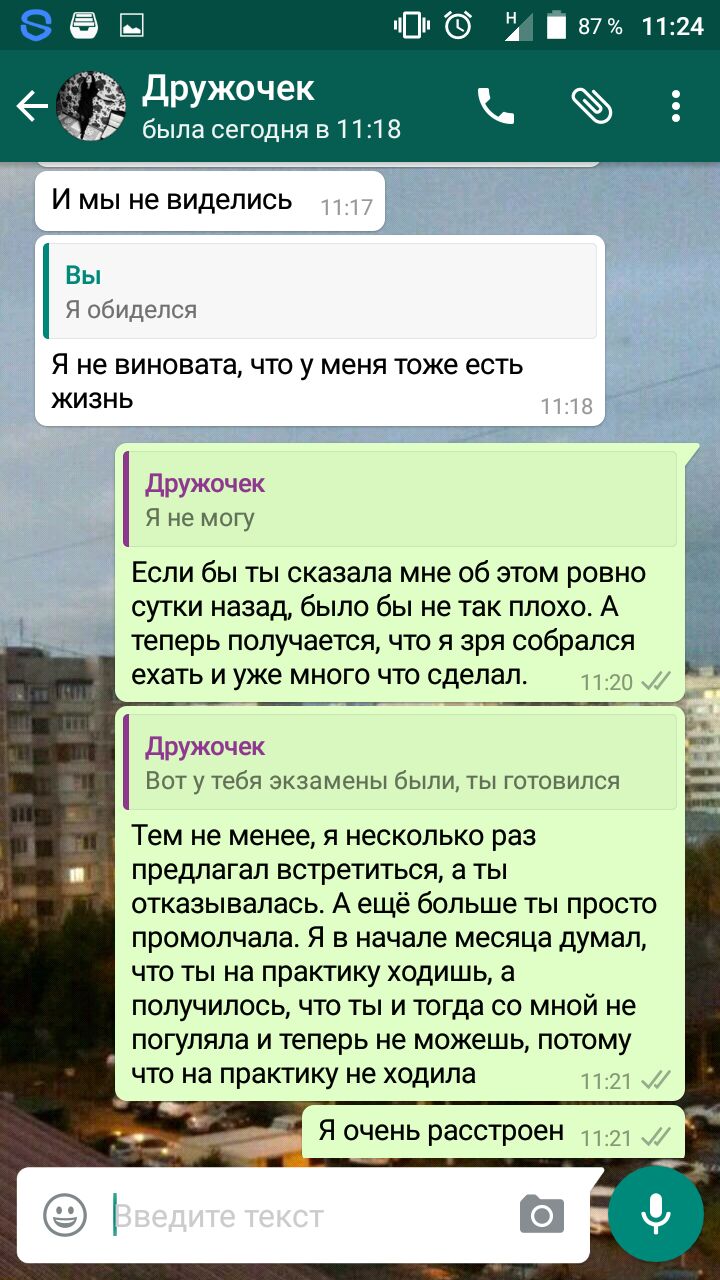 H
87 %
11:24
Дружочек
была сегодня в 11:18
И мы не виделись
11:17
Вы
Я обиделся
Я не виновата, что у меня тоже есть
жизнь
11:18
Дружочек
Я не могу
Если бы ты сказала мне об этом ровно
сутки назад, было бы не так плохо. А
теперь получается, что я зря собрался
ехать и уже много что сделал.
11:20
Дружочек
Вот у тебя экзамены были, ты готовился
Тем не менее, я несколько раз
предлагал встретиться, а ты
отказывалась. А ещё больше ты просто
промолчала. Я в начале месяца думал,
что ты на практику ходишь, а
получилось, что ты и тогда со мной не
погуляла и теперь не можешь, потому
что на практику не ходила
11:21
Я очень расстроен
11:21
Введите текст